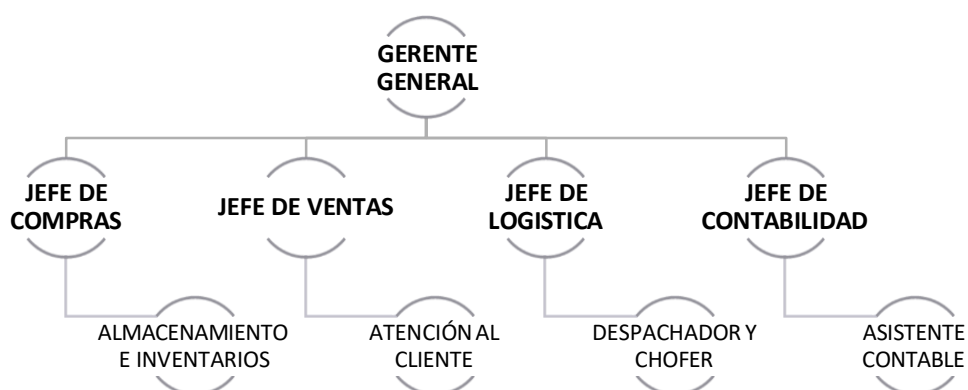 GERENTE
GENERAL
JEFE DE
COMPRAS
JEFE DE VENTAS
JEFE DE
LOGISTICA
JEFE DE
CONTABILIDAD
ALMACENAMIENTO
E INVENTARIOS
ATENCIÓN AL
CLIENTE
DESPACHADOR Y
CHOFER
ASISTENTE
CONTABLE